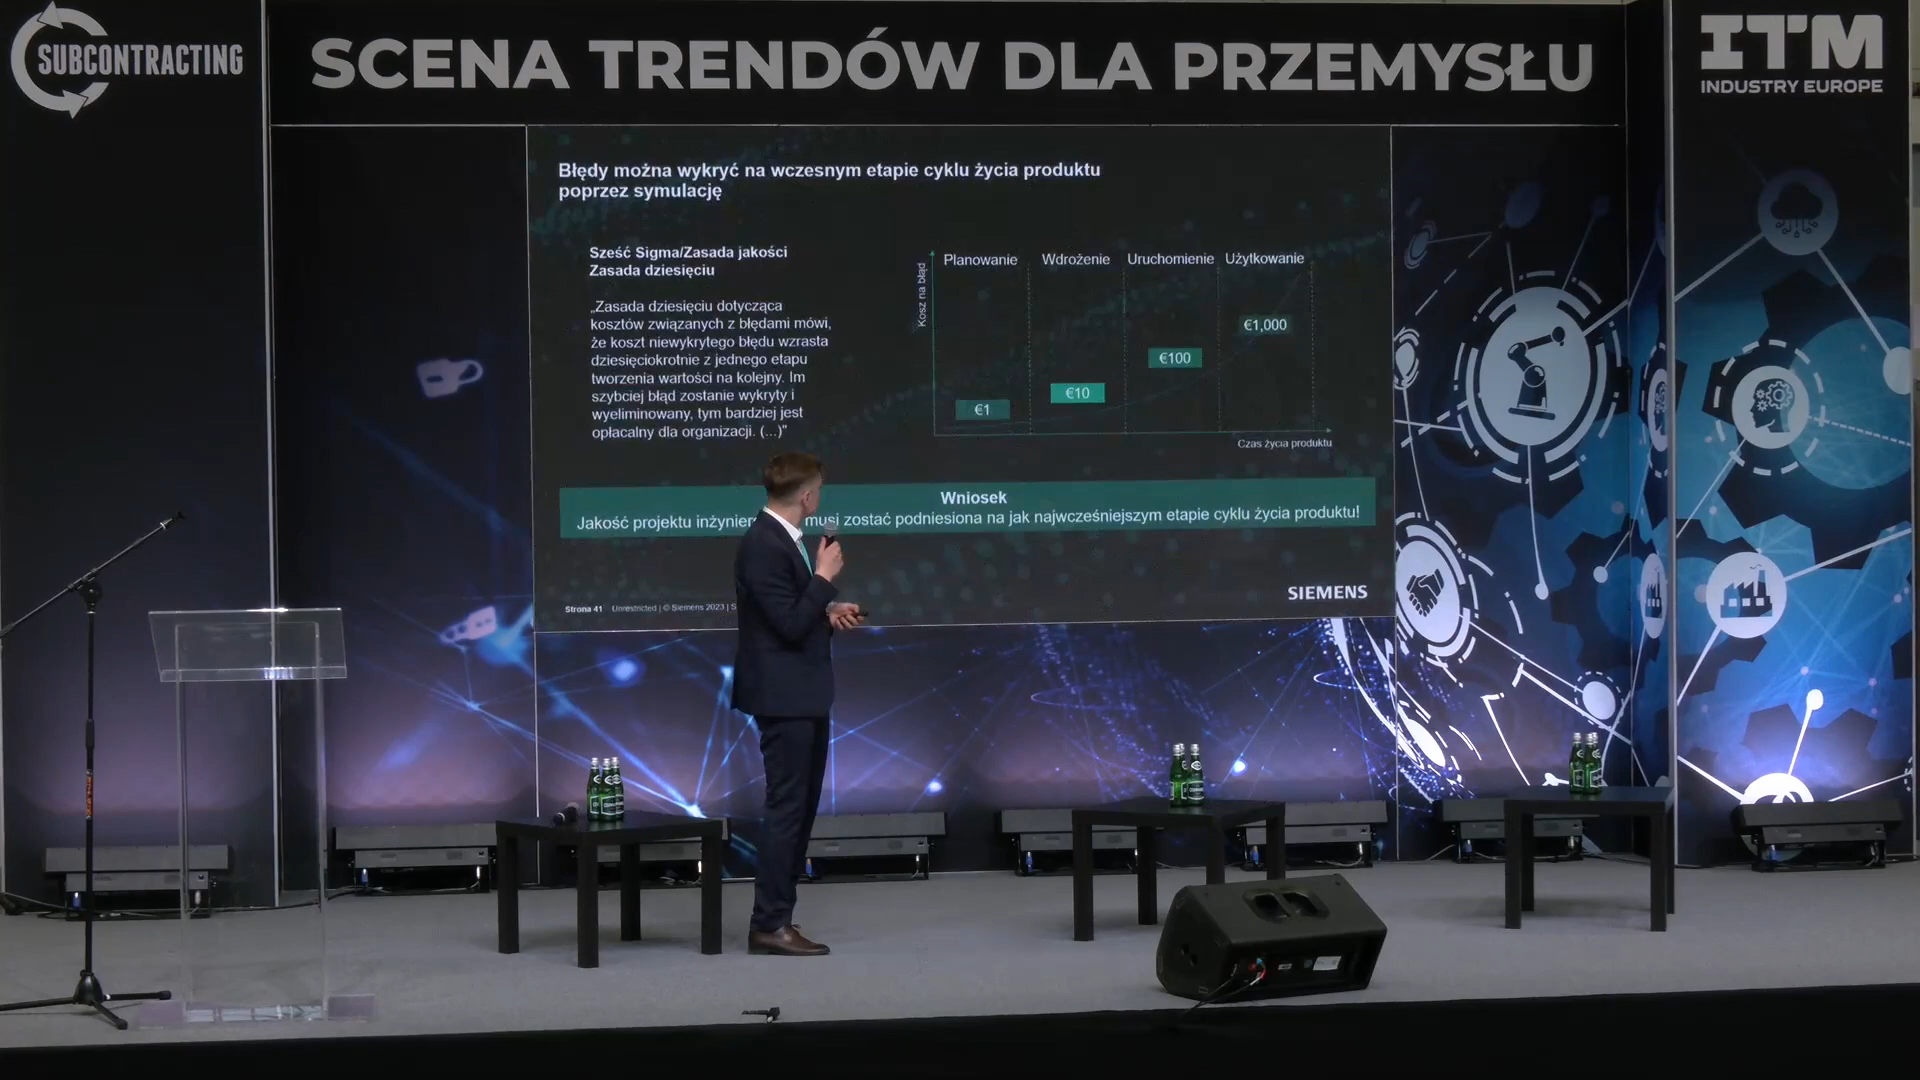 SUBCONTRACTING
SCENA TRENDÓW DLA PRZEMYSŁU
ITM
INDUSTRY EUROPE
Błędy można wykryć na wczesnym etapie cyklu życia produktu
poprzez symulację
Sześć Sigma/Zasada jakości
Zasada dziesięciu
„Zasada dziesięciu dotycząca
kosztów związanych z błędami mówi,
że koszt niewykrytego błędu wzrasta
dziesięciokrotnie z jednego etapu
tworzenia wartości na kolejny. Im
szybciej błąd zostanie wykryty i
wyeliminowany, tym bardziej jest
opłacalny dla organizacji. (...)"
Koszt na błąd
Planowanie Wdrożenie Uruchomienie Użytkowanie
€1,000
€100
€10
€1
Czas życia produktu
Wniosek
Jakość projektu inżynier musi zostać podniesiona na jak najwcześniejszym etapie cyklu życia produktu!
SIEMENS
Strona 41 Unrestricted | © Siemens 2023 | S